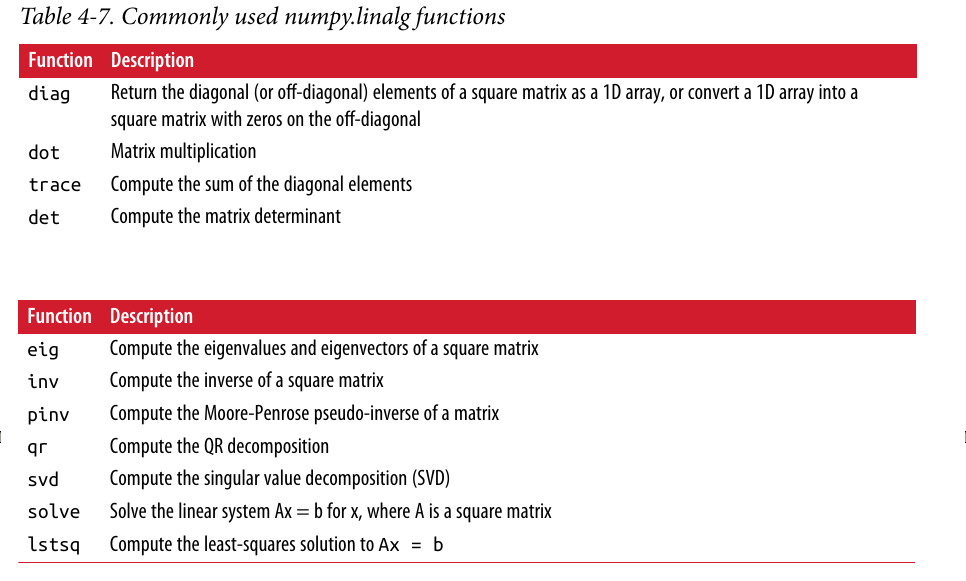 Table 4-7. Commonly used numpy.linalg functions
Function Description
diag Return the diagonal (or off-diagonal) elements of a square matrix as a 1D array, or convert a 1D array into a
square matrix with zeros on the off-diagonal
dot Matrix multiplication
trace Compute the sum of the diagonal elements
det Compute the matrix determinant
Function Description
eig Compute the eigenvalues and eigenvectors of a square matrix
inv Compute the inverse of a square matrix
pinv Compute the Moore-Penrose pseudo-inverse of a matrix
qr Compute the QR decomposition
svd Compute the singular value decomposition (SVD)
solve Solve the linear system Ax = b for x, where A is a square matrix
lstsq Compute the least-squares solution to Ax = b